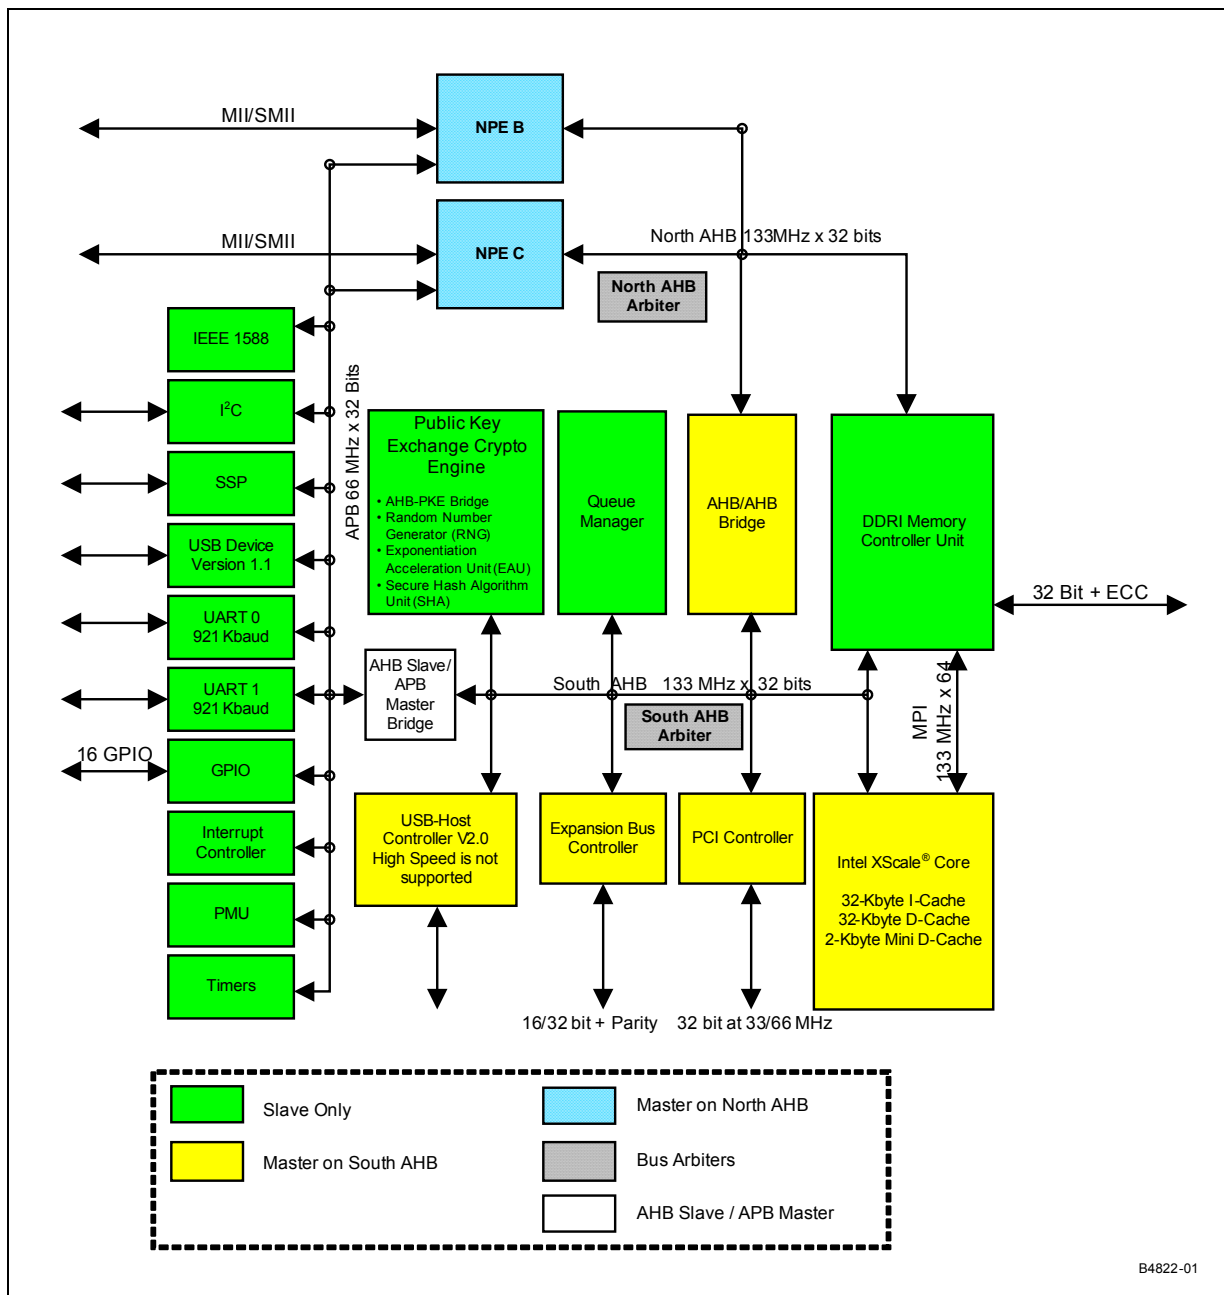 MII/SMII
NPE B
MII/SMII
NPE C
North AHB 133MHz x 32 bits
North AHB
Arbiter
IEEE 1588
I²C
SSP
USB Device
Version 1.1
UART 0
921 Kbaud
UART 1
921 Kbaud
16 GPIO
GPIO
Interrupt
Controller
PMU
Timers
APB 66 MHz x 32 Bits
Public Key
Exchange Crypto
Engine
• AHB-PKE Bridge
• Random Number
Generator (RNG)
• Exponentiation
Acceleration Unit (EAU)
• Secure Hash Algorithm
Unit (SHA)
Queue
Manager
AHB/AHB
Bridge
DDRI Memory
Controller Unit
32 Bit + ECC
AHB Slave/
APB
Master
Bridge
South AHB 133 MHz x 32 bits
South AHB
Arbiter
MPI
133 MHz x 64
USB-Host
Controller V2.0
High Speed is not
supported
Expansion Bus
Controller
PCI Controller
Intel XScale® Core
32-Kbyte I-Cache
32-Kbyte D-Cache
2-Kbyte Mini D-Cache
16/32 bit + Parity
32 bit at 33/66 MHz
Slave Only
Master on South AHB
Master on North AHB
Bus Arbiters
AHB Slave / APB Master
B4822-01